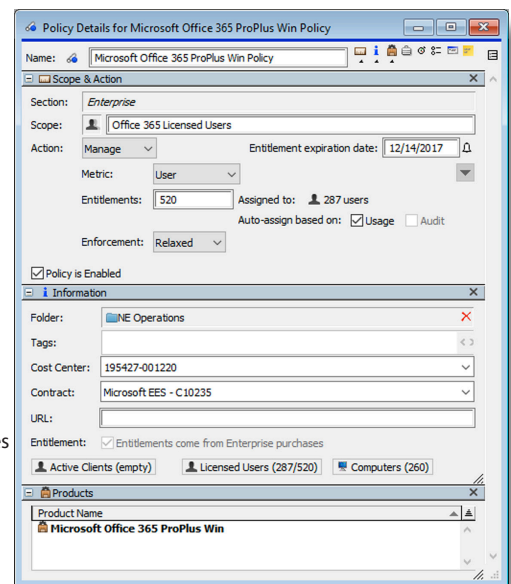 Policy Details for Microsoft Office 365 ProPlus Win Policy
Name: Microsoft Office 365 ProPlus Win Policy
Scope & Action
Section: Enterprise
Scope: Office 365 Licensed Users
Action: Manage Entitlement expiration date: 12/14/2017
Metric: User
Entitlements: 520 Assigned to: 287 users
Auto-assign based on: Usage Audit
Enforcement: Relaxed
Policy is Enabled
Information
Folder: NE Operations
Tags:
Cost Center: 195427-001220
Contract: Microsoft EES - C10235
URL:
es
Entitlement: Entitlements come from Enterprise purchases
Active Clients (empty) Licensed Users (287/520) Computers (260)
Products
Product Name
Microsoft Office 365 ProPlus Win